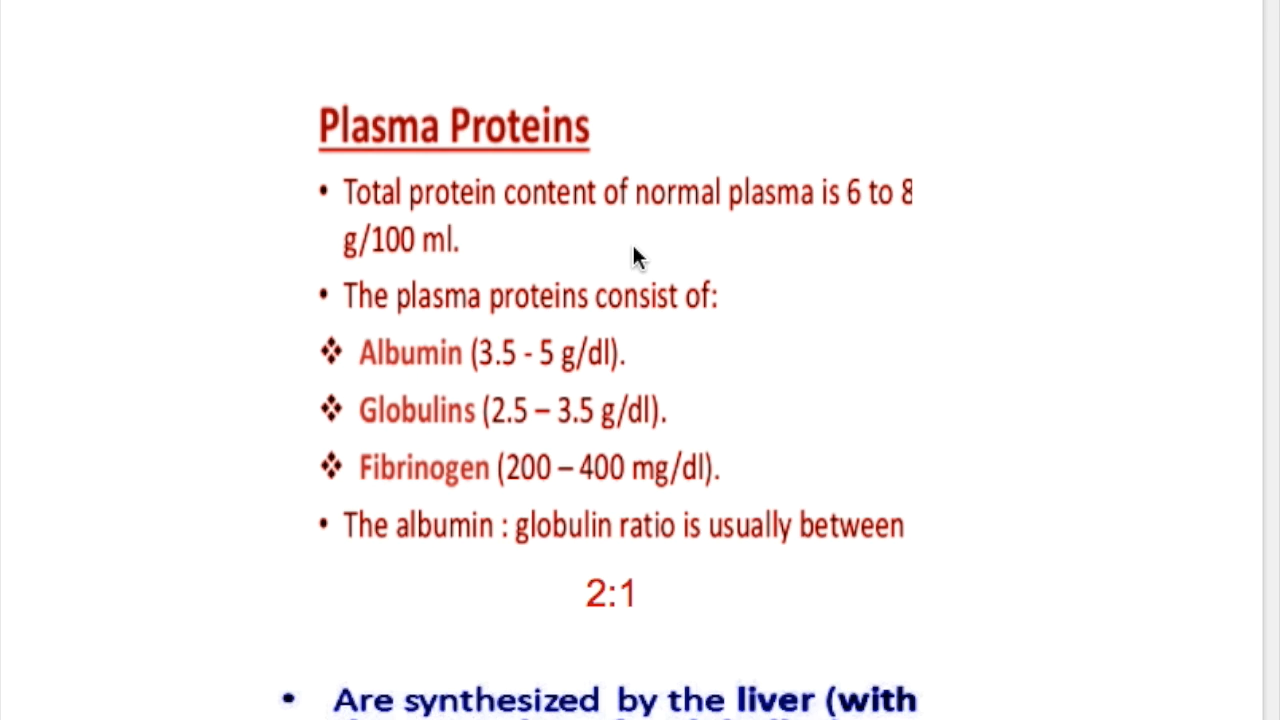 Plasma Proteins
• Total protein content of normal plasma is 6 to 8
g/100 ml.
• The plasma proteins consist of:
❖ Albumin (3.5 - 5 g/dl).
❖ Globulins (2.5 – 3.5 g/dl).
❖ Fibrinogen (200 – 400 mg/dl).
• The albumin : globulin ratio is usually between
2:1
• Are synthesized by the liver (with